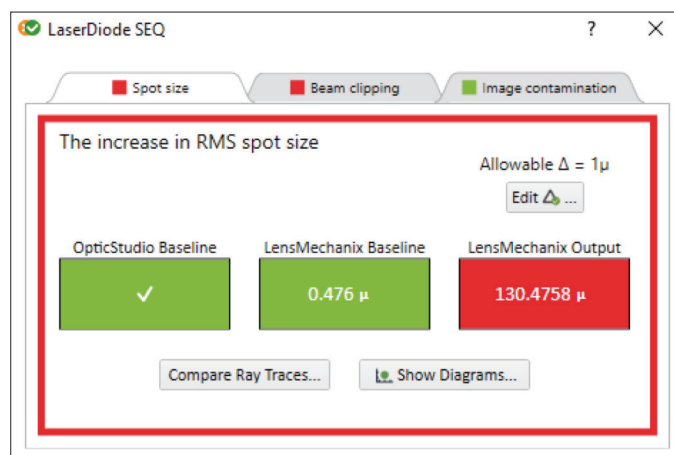 LaserDiode SEQ ?
Spot size Beam clipping Image contamination
The increase in RMS spot size
Allowable Δ = 1μ
Edit Δ ...
OpticStudio Baseline LensMechanix Baseline LensMechanix Output
0.476 μ 130.4758 μ
Compare Ray Traces... Show Diagrams...